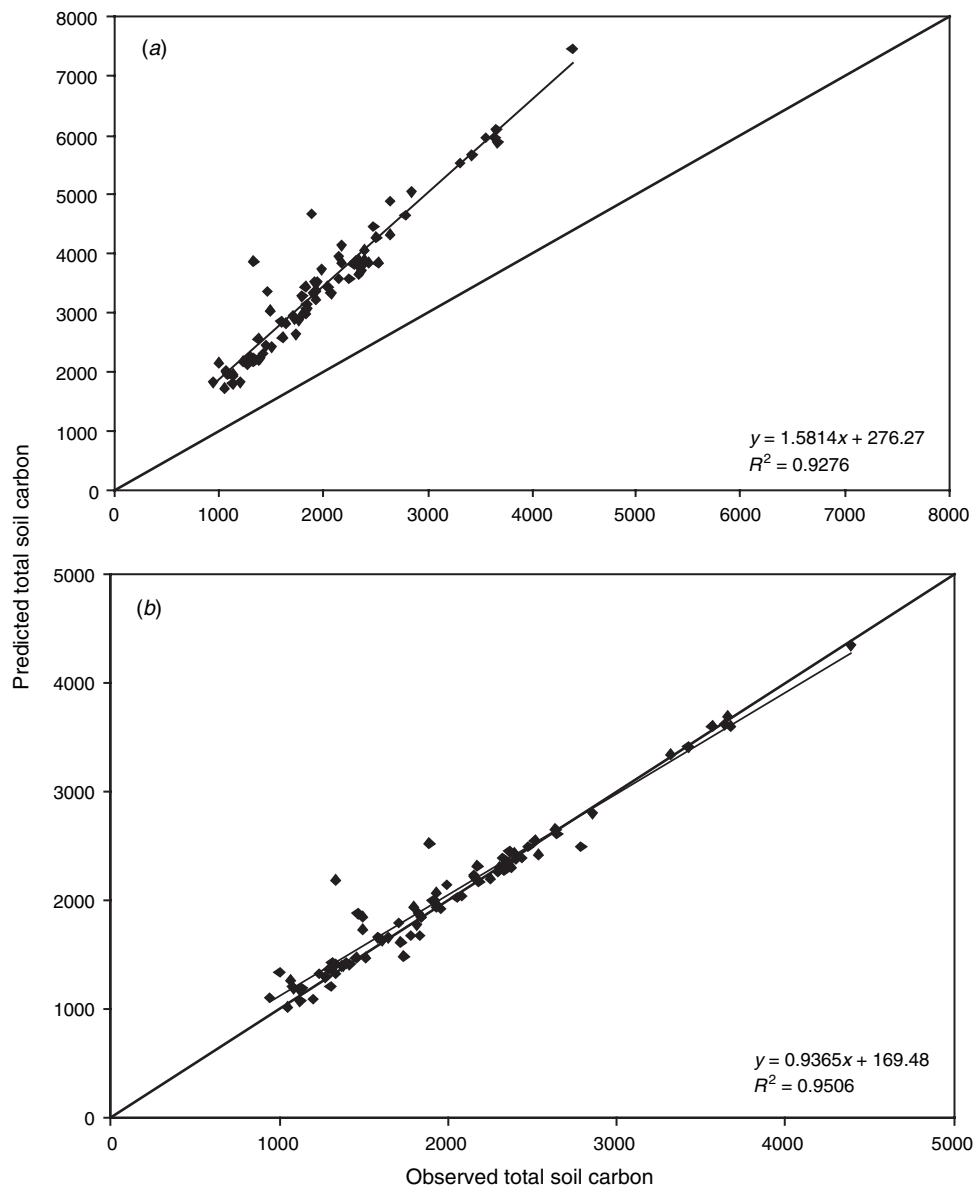 8000
(a)
7000
6000
5000
4000
3000
2000
1000
y = 1.5814x + 276.27
R² = 0.9276
0
0 1000 2000 3000 4000 5000 6000 7000 8000
Predicted total soil carbon
5000
(b)
4000
3000
2000
1000
y = 0.9365x + 169.48
R² = 0.9506
0
0 1000 2000 3000 4000 5000
Observed total soil carbon